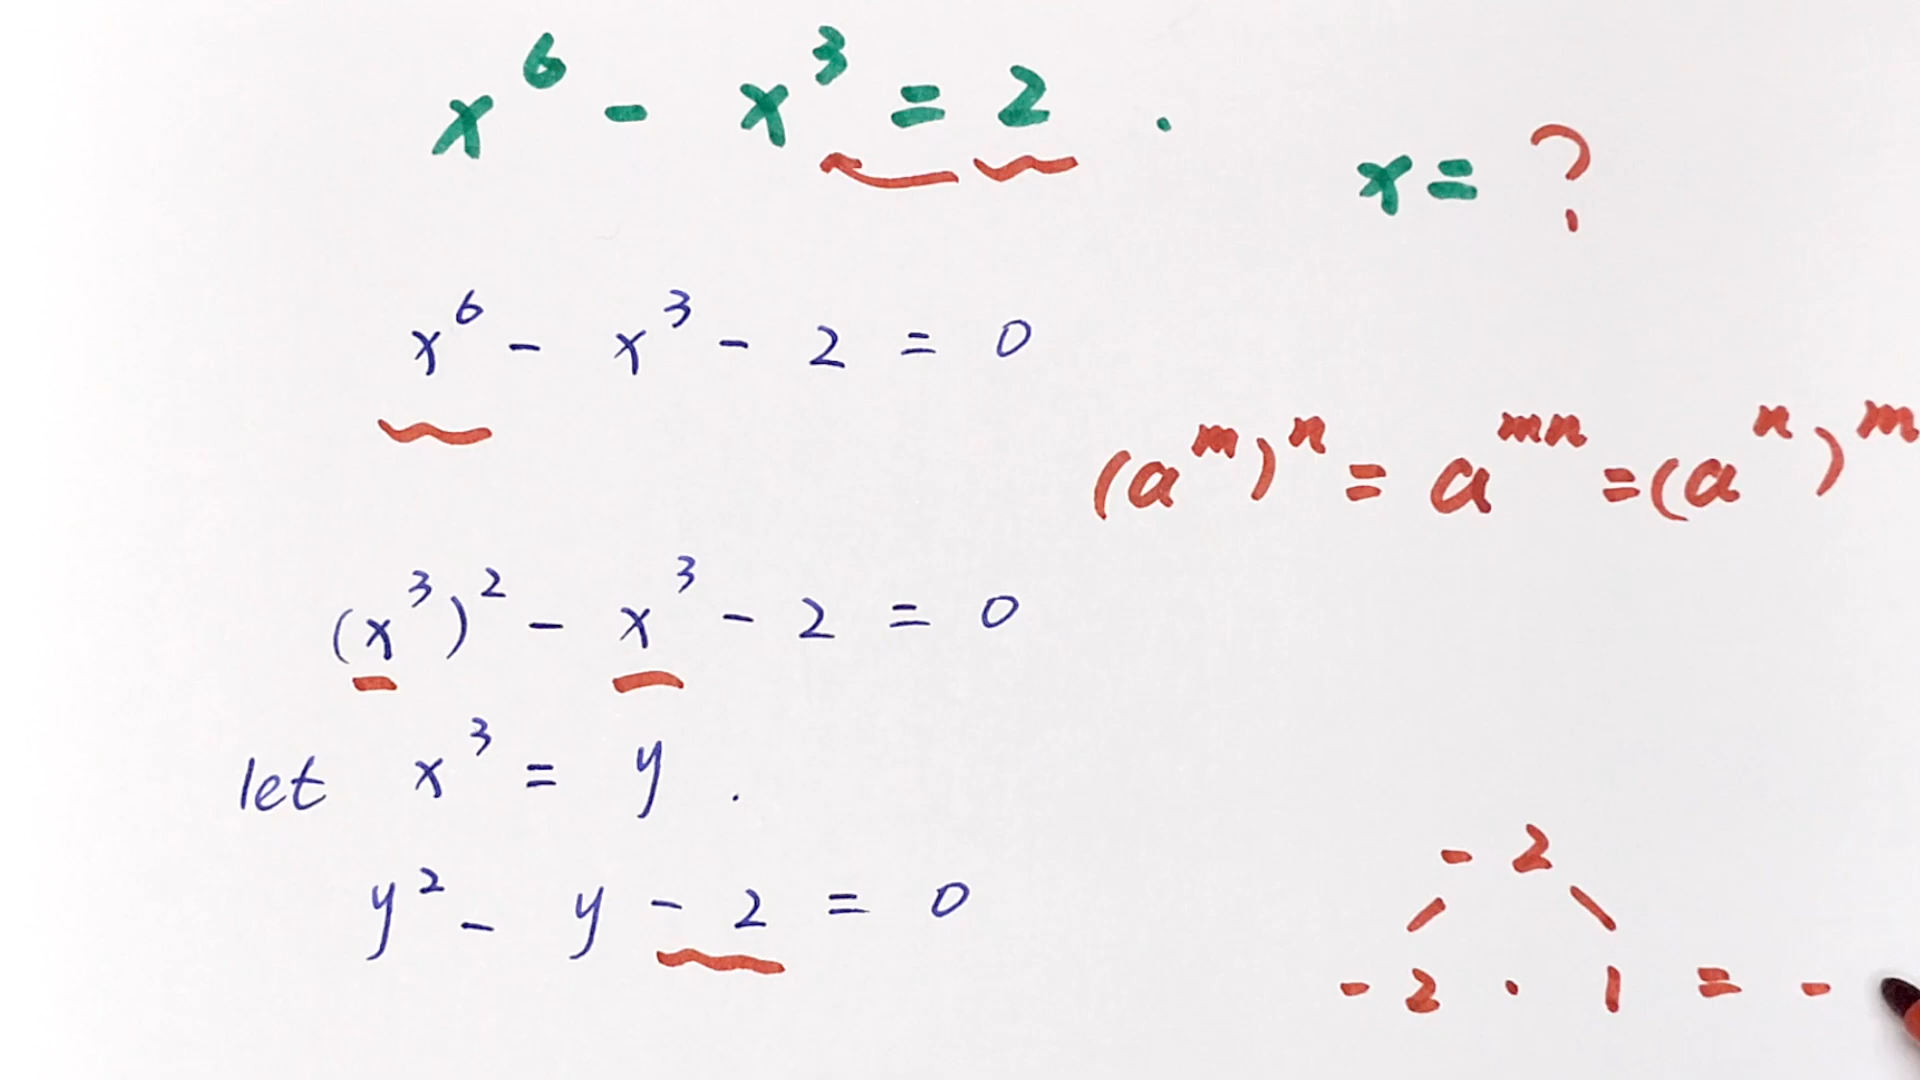 x⁶ - x³ = 2 .
x = ?
x⁶ - x³ - 2 = 0
(aᵐ)ⁿ = aᵐⁿ = (aⁿ)ᵐ
(x³)² - x³ - 2 = 0
let x³ = y .
y² - y - 2 = 0
- 2
- 2 · 1 = -